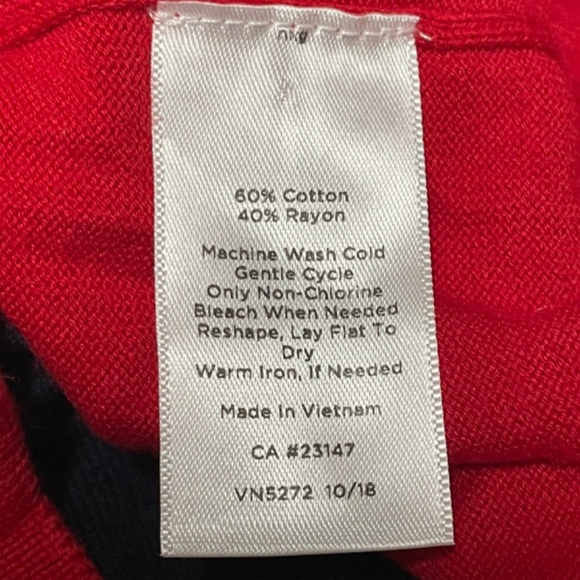 60% Cotton
40% Rayon
Machine Wash Cold
Gentle Cycle
Only Non-Chlorine
Bleach When Needed
Reshape, Lay Flat To
Dry
Warm Iron, If Needed
Made In Vietnam
CA #23147
VN5272 10/18